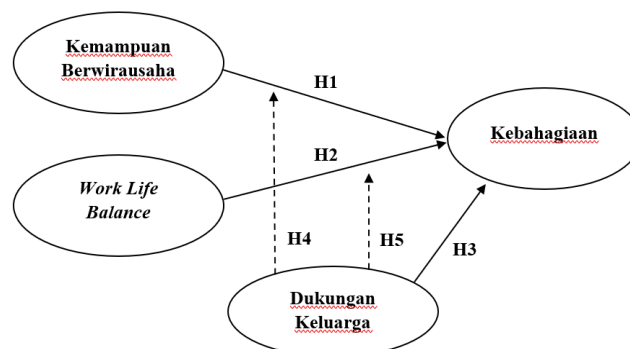 Kemampuan
Berwirausaha
H1
Kebahagiaan
H2
Work Life
Balance
H4
H5
H3
Dukungan
Keluarga